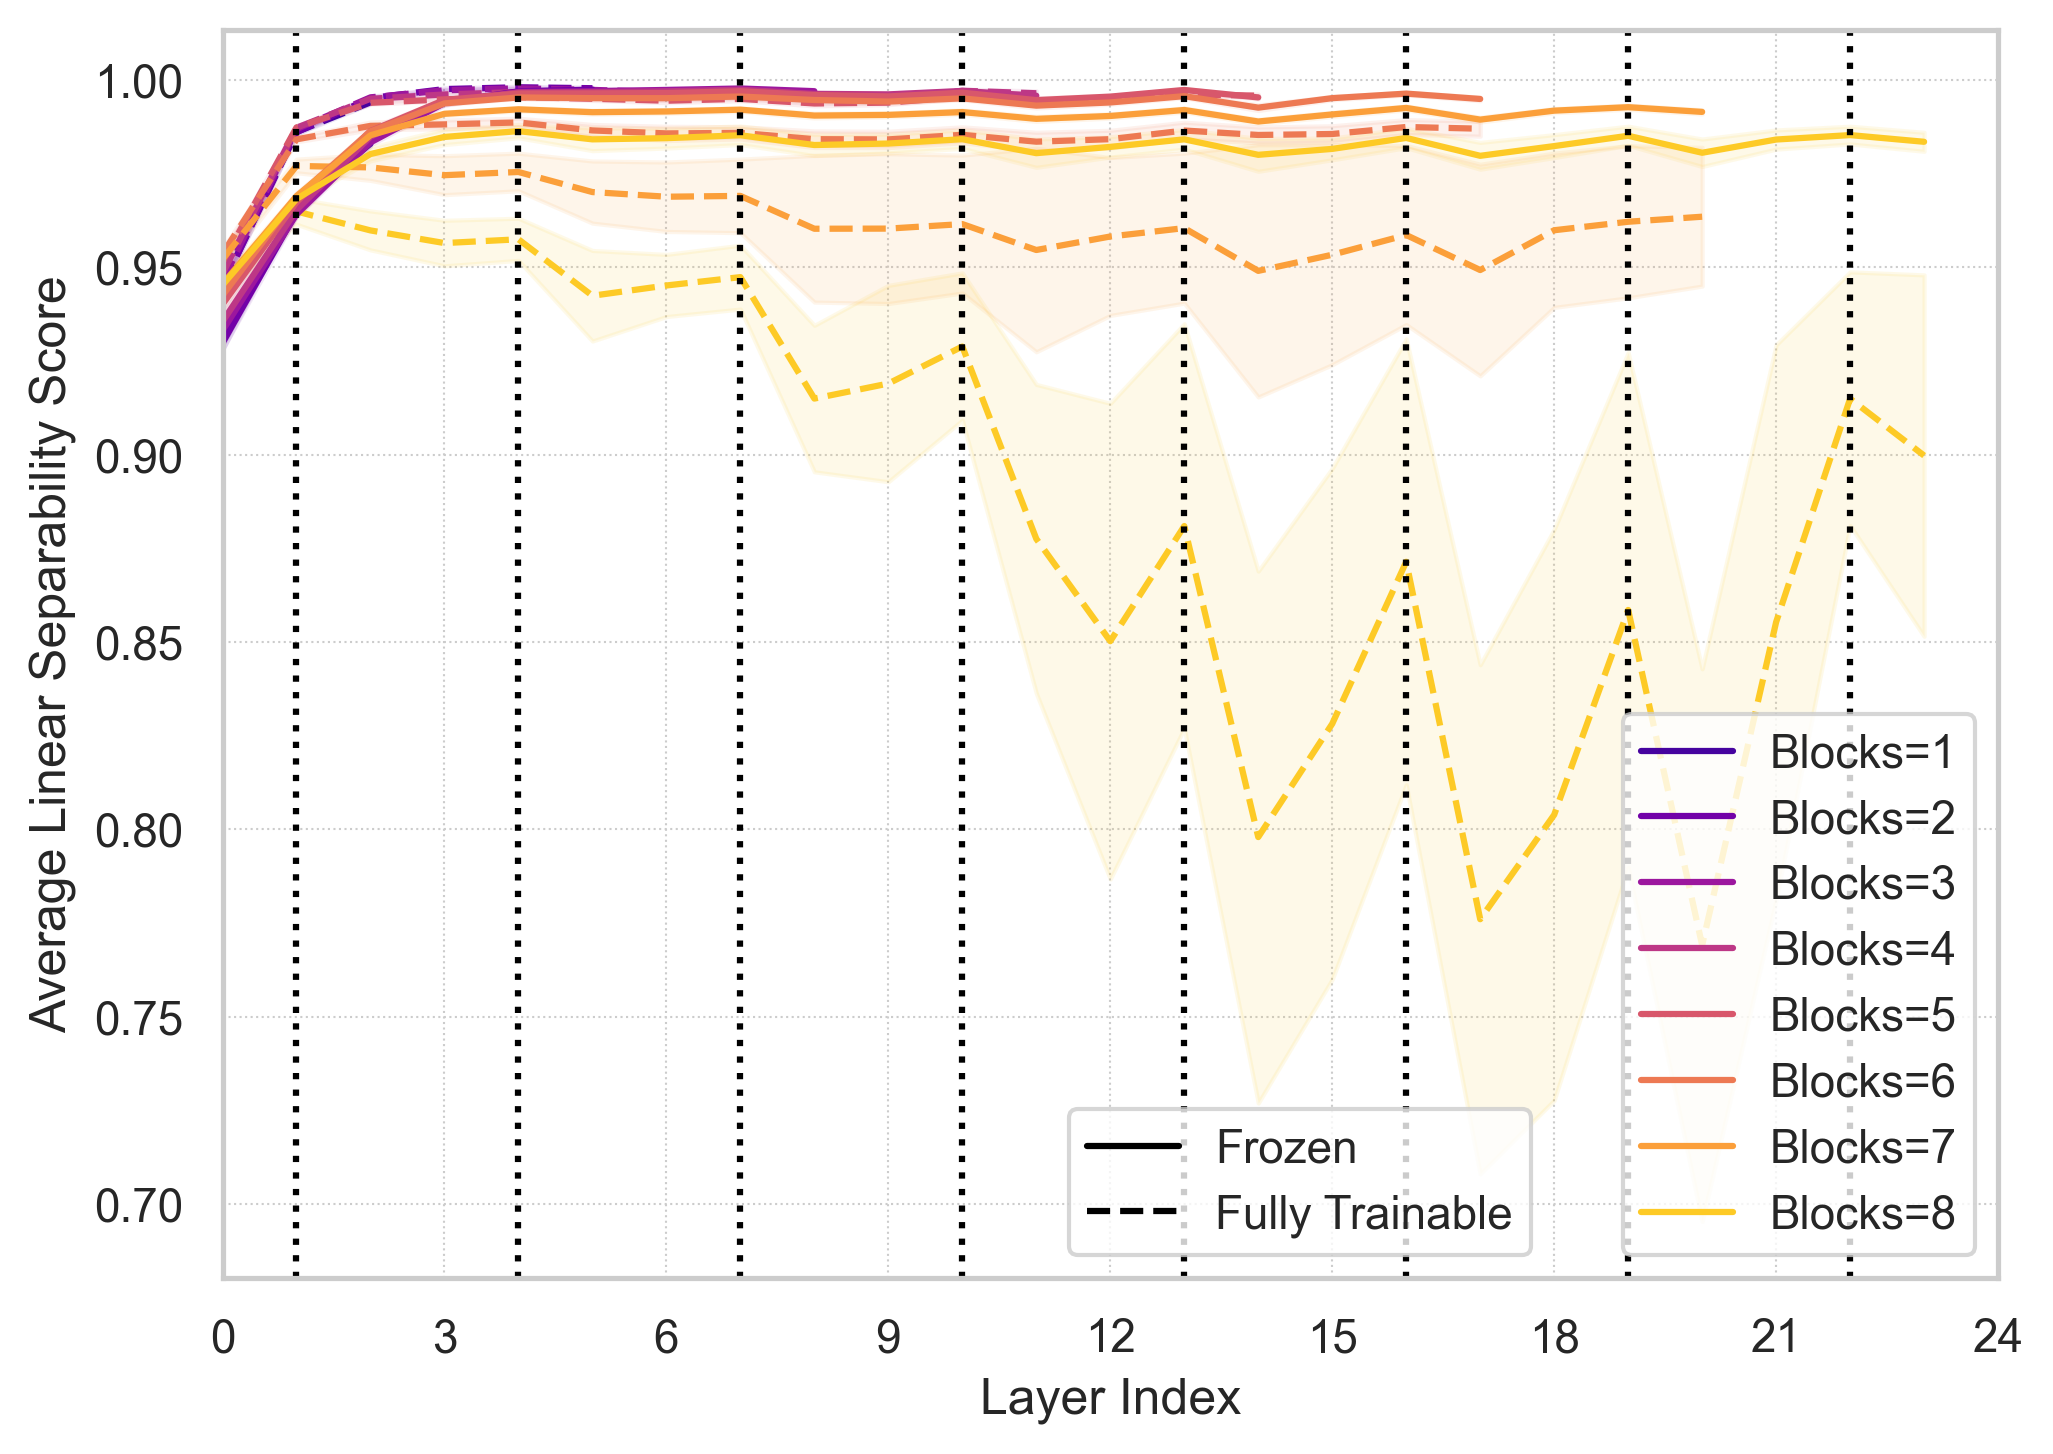 1.00
0.95
0.90
0.85
0.80
0.75
0.70
Average Linear Separability Score
0
3
6
9
12
15
18
21
24
Layer Index
Frozen
Fully Trainable
Blocks=1
Blocks=2
Blocks=3
Blocks=4
Blocks=5
Blocks=6
Blocks=7
Blocks=8